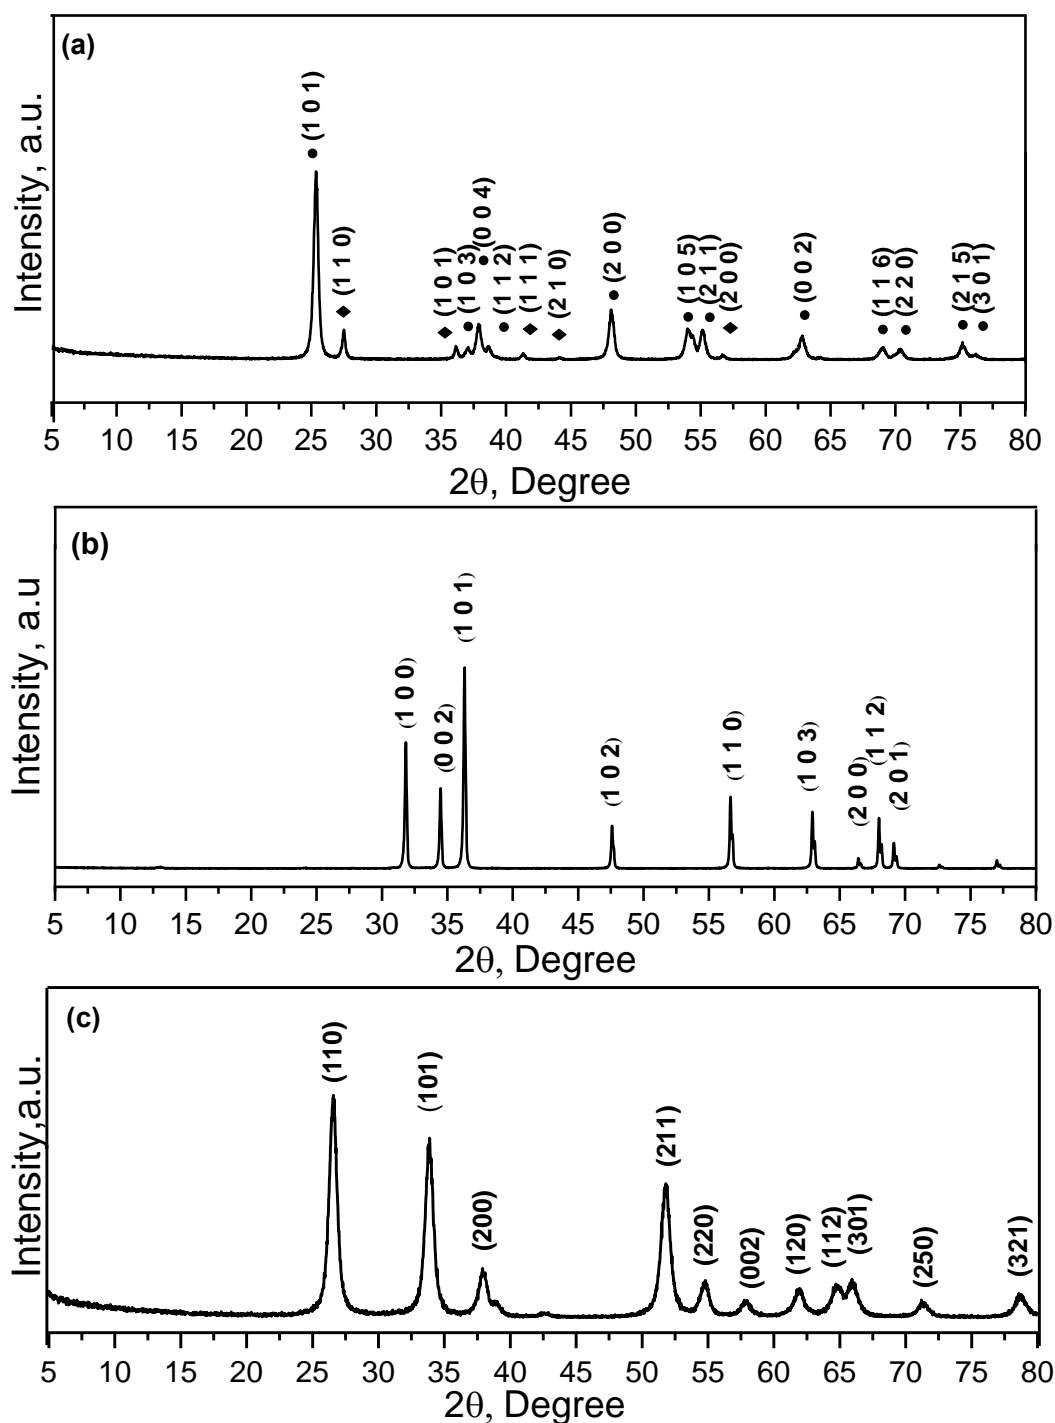 (a)
Intensity, a.u.
● (1 0 1)
◆ (1 1 0)
◆ (1 0 1)
● (1 0 3)
● (0 0 4)
● (1 1 2)
◆ (1 1 1)
◆ (2 1 0)
● (2 0 0)
● (1 0 5)
● (2 1 1)
◆ (2 0 0)
● (0 0 2)
● (1 1 6)
● (2 2 0)
● (2 1 5)
● (3 0 1)
5 10 15 20 25 30 35 40 45 50 55 60 65 70 75 80
2θ, Degree
(b)
Intensity, a.u
(1 0 0)
(0 0 2)
(1 0 1)
(1 0 2)
(1 1 0)
(1 0 3)
(2 0 0)
(1 1 2)
(2 0 1)
5 10 15 20 25 30 35 40 45 50 55 60 65 70 75 80
2θ, Degree
(c)
Intensity,a.u.
(110)
(101)
(200)
(211)
(220)
(002)
(120)
(112)
(301)
(250)
(321)
5 10 15 20 25 30 35 40 45 50 55 60 65 70 75 80
2θ, Degree